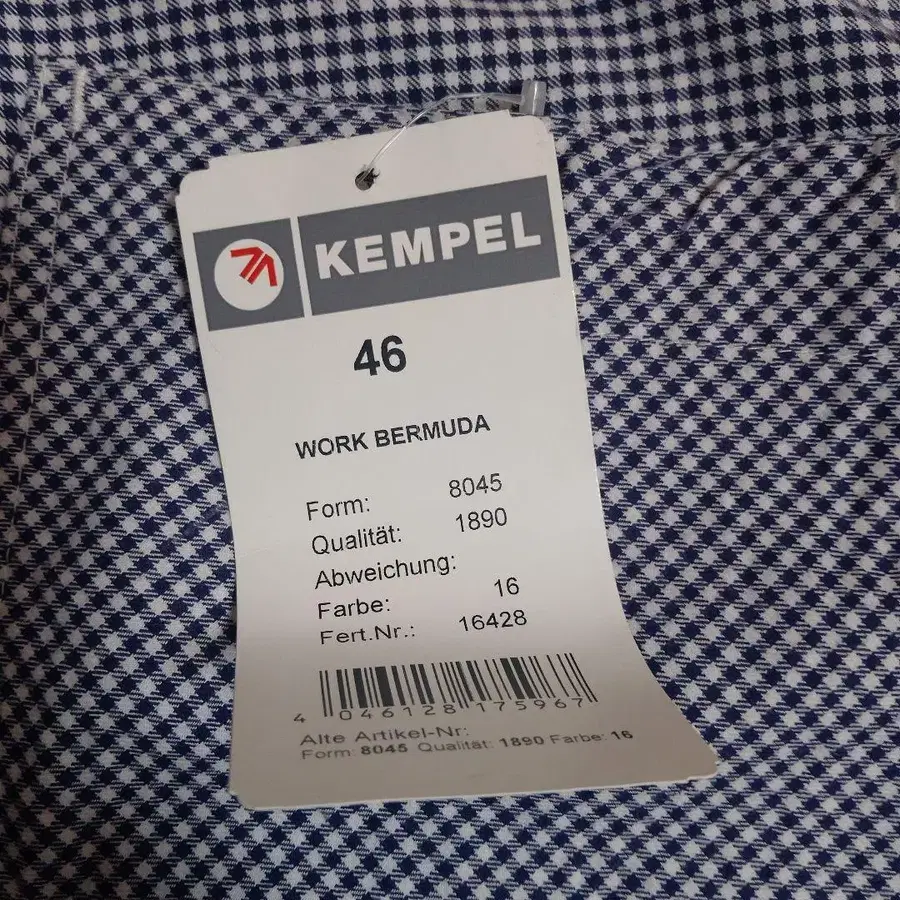 KEMPEL
46
WORK BERMUDA
Form: 8045
Qualität: 1890
Abweichung:
Farbe: 16
Fert.Nr.: 16428
4 046128 175967
Alte Artikel-Nr:
Form: 8045 Qualität: 1890 Farbe: 16